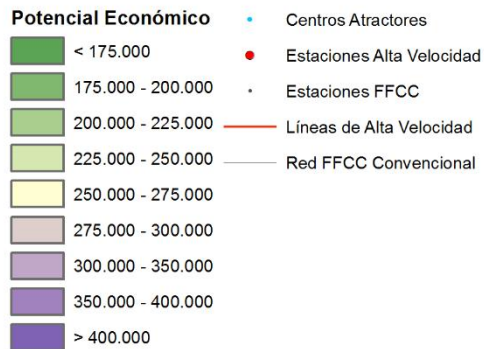 Potencial Económico
< 175.000
175.000 - 200.000
200.000 - 225.000
225.000 - 250.000
250.000 - 275.000
275.000 - 300.000
300.000 - 350.000
350.000 - 400.000
> 400.000
Centros Atractores
Estaciones Alta Velocidad
Estaciones FFCC
Líneas de Alta Velocidad
Red FFCC Convencional